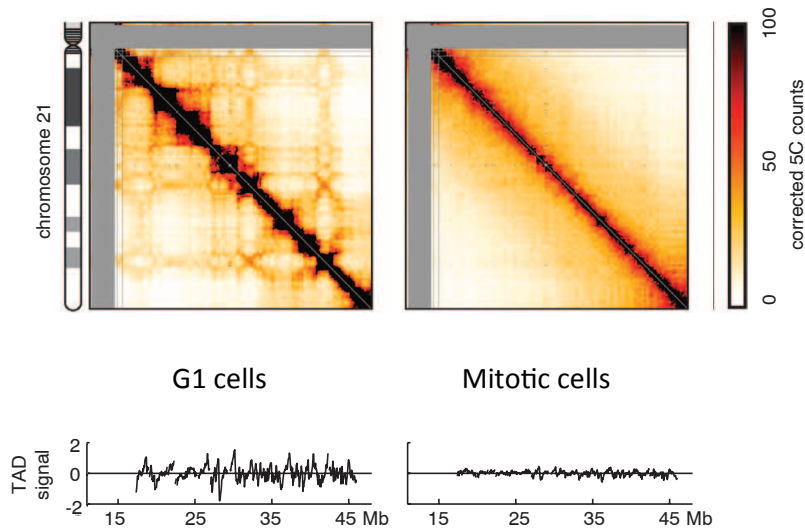 chromosome 21
100
50
0
corrected 5C counts
G1 cells
Mitotic cells
TAD
signal
2
0
-2
15
25
35
45 Mb
15
25
35
45 Mb